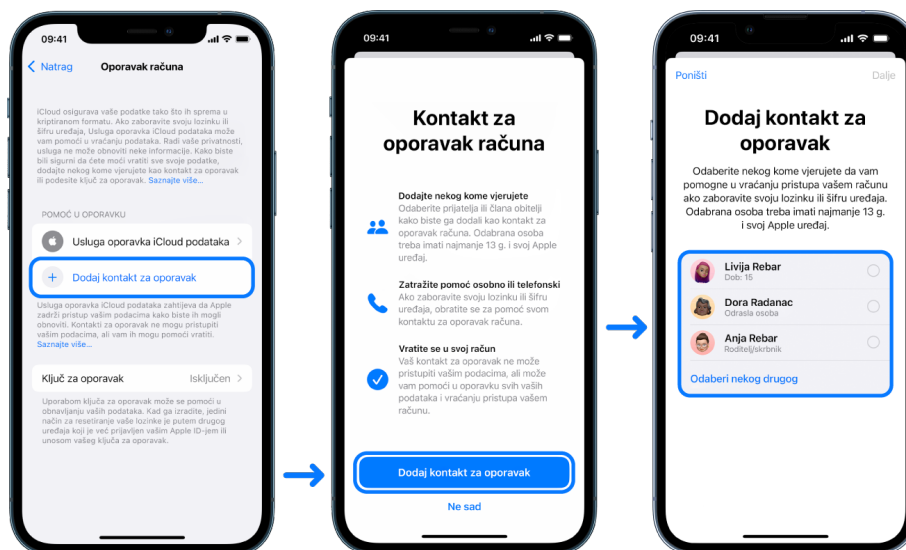 09:41
Natrag
Oporavak računa
iCloud osigurava vaše podatke tako što ih sprema u
kriptiranom formatu. Ako zaboravite svoju lozinku ili
šifru uređaja, Usluga oporavka iCloud podataka može
vam pomoći u vraćanju podataka. Radi vaše privatnosti,
usluga ne može obnoviti neke informacije. Kako biste
bili sigurni da ćete moći vratiti sve svoje podatke,
dodajte nekog kome vjerujete kao kontakt za oporavak
ili podesite ključ za oporavak. Saznajte više...
POMOĆ U OPORAVKU
Usluga oporavka iCloud podataka
Dodaj kontakt za oporavak
Usluga oporavka iCloud podataka zahtijeva da Apple
zadrži pristup vašim podacima kako biste ih mogli
obnoviti. Kontakti za oporavak ne mogu pristupiti
vašim podacima, ali vam ih mogu pomoći vratiti.
Saznajte više...
Ključ za oporavak
Isključen
Uporabom ključa za oporavak može se pomoći u
obnavljanju vaših podataka. Kad ga izradite, jedini
način za resetiranje vaše lozinke je putem drugog
uređaja koji je već prijavljen vašim Apple ID-jem ili
unosom vašeg ključa za oporavak.
09:41
Kontakt za
oporavak računa
Dodajte nekog kome vjerujete
Odaberite prijatelja ili člana obitelji
kako biste ga dodali kao kontakt za
oporavak računa. Odabrana osoba
treba imati najmanje 13 g. i svoj Apple
uređaj.
Zatražite pomoć osobno ili telefonski
Ako zaboravite svoju lozinku ili šifru
uređaja, obratite se za pomoć svom
kontaktu za oporavak računa.
Vratite se u svoj račun
Vaš kontakt za oporavak ne može
pristupiti vašim podacima, ali može
vam pomoći u oporavku svih vaših
podataka i vraćanju pristupa vašem
računu.
Dodaj kontakt za oporavak
Ne sad
09:41
Poništi
Dalje
Dodaj kontakt za
oporavak
Odaberite nekog kome vjerujete da vam
pomogne u vraćanju pristupa vašem računu
ako zaboravite svoju lozinku ili šifru uređaja.
Odabrana osoba treba imati najmanje 13 g.
i svoj Apple uređaj.
Livija Rebar
Dob: 15
Dora Radanac
Odrasla osoba
Anja Rebar
Roditelj/skrbnik
Odaberi nekog drugog